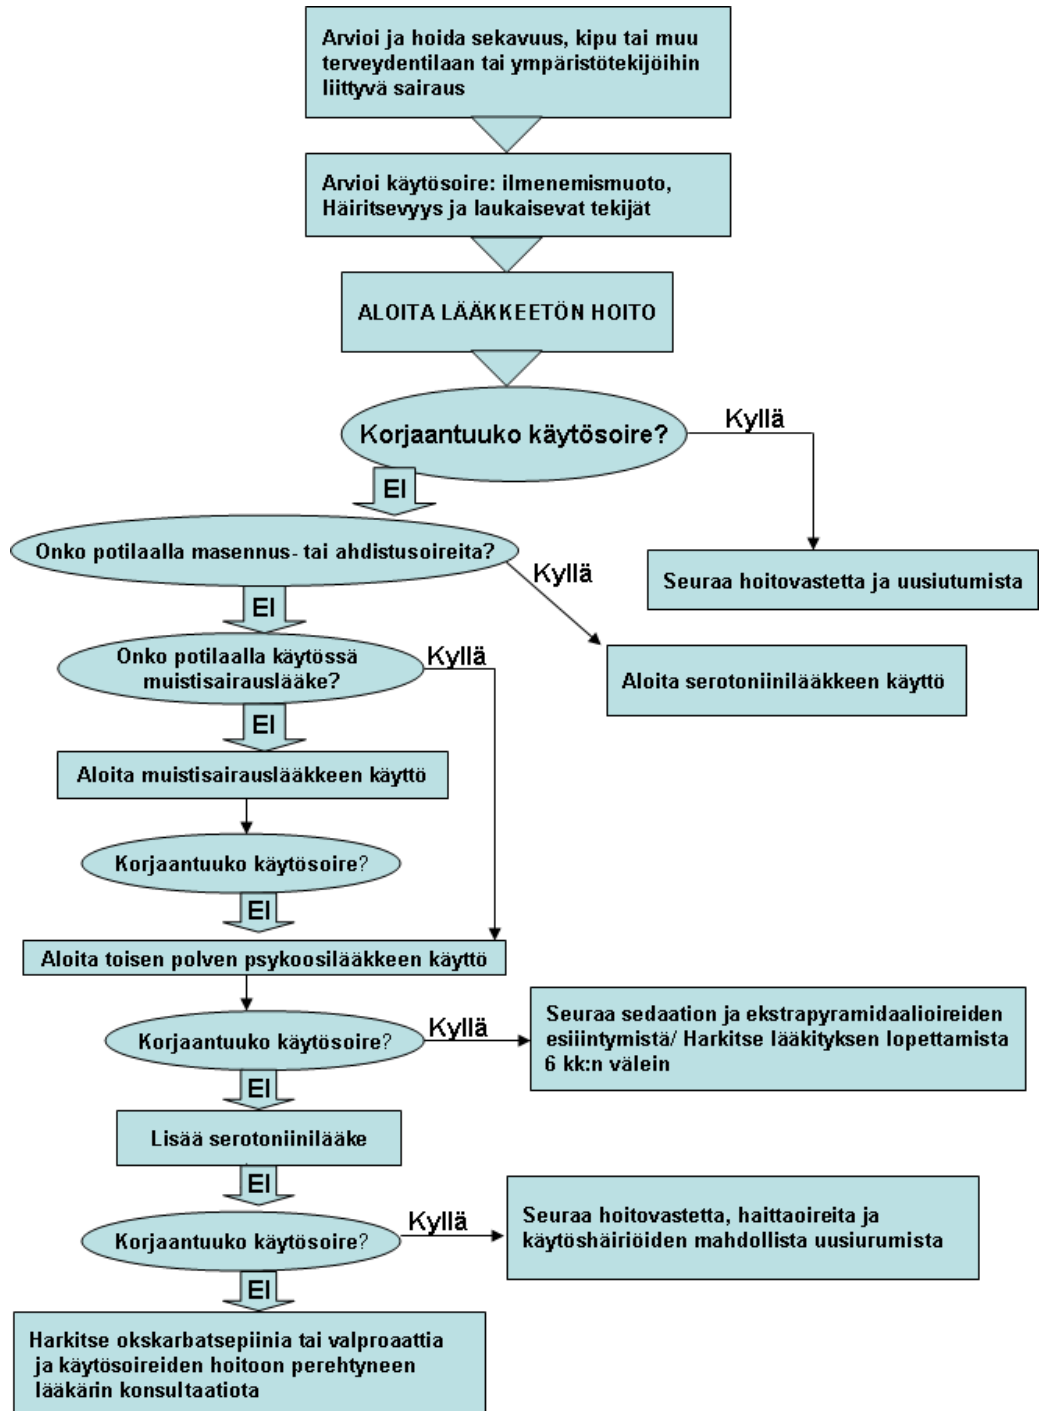 Arvioi ja hoida sekavuus, kipu tai muu
terveydentilaan tai ympäristötekijöihin
liittyvä sairaus
Arvioi käytösoire: ilmenemismuoto,
Häiritsevyys ja laukaisevat tekijät
ALOITA LÄÄKKEETÖN HOITO
Korjaantuuko käytösoire?
Kyllä
EI
Seuraa hoitovastetta ja uusiutumista
Onko potilaalla masennus- tai ahdistusoireita?
Kyllä
EI
Aloita serotoniinilääkkeen käyttö
Onko potilaalla käytössä
muistisairauslääke?
Kyllä
EI
Aloita muistisairauslääkkeen käyttö
Korjaantuuko käytösoire?
EI
Aloita toisen polven psykoosilääkkeen käyttö
Korjaantuuko käytösoire?
Kyllä
Seuraa sedaation ja ekstrapyramidaalioireiden
esiiintymistä/ Harkitse lääkityksen lopettamista
6 kk:n välein
EI
Lisää serotoniinilääke
EI
Korjaantuuko käytösoire?
Kyllä
Seuraa hoitovastetta, haittaoireita ja
käytöshäiriöiden mahdollista uusiurumista
EI
Harkitse okskarbatsepiinia tai valproaattia
ja käytösoireiden hoitoon perehtyneen
lääkärin konsultaatiota